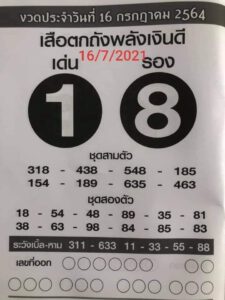 งวดประจำวันที่ 16 กรกฎาคม 2564
เสือตกถังพลังเงินดี
เด่น 16/7/2021 รอง
1 8
ชุดสามตัว
318 - 438 - 548 - 185
154 - 189 - 635 - 463
ชุดสองตัว
18 - 54 - 48 - 89 - 35 - 81
38 - 63 - 98 - 84 - 85 - 83
ระวังเบิ้ล-หาม 311 - 633 11 - 33 - 55 - 88
เลขที่ออก